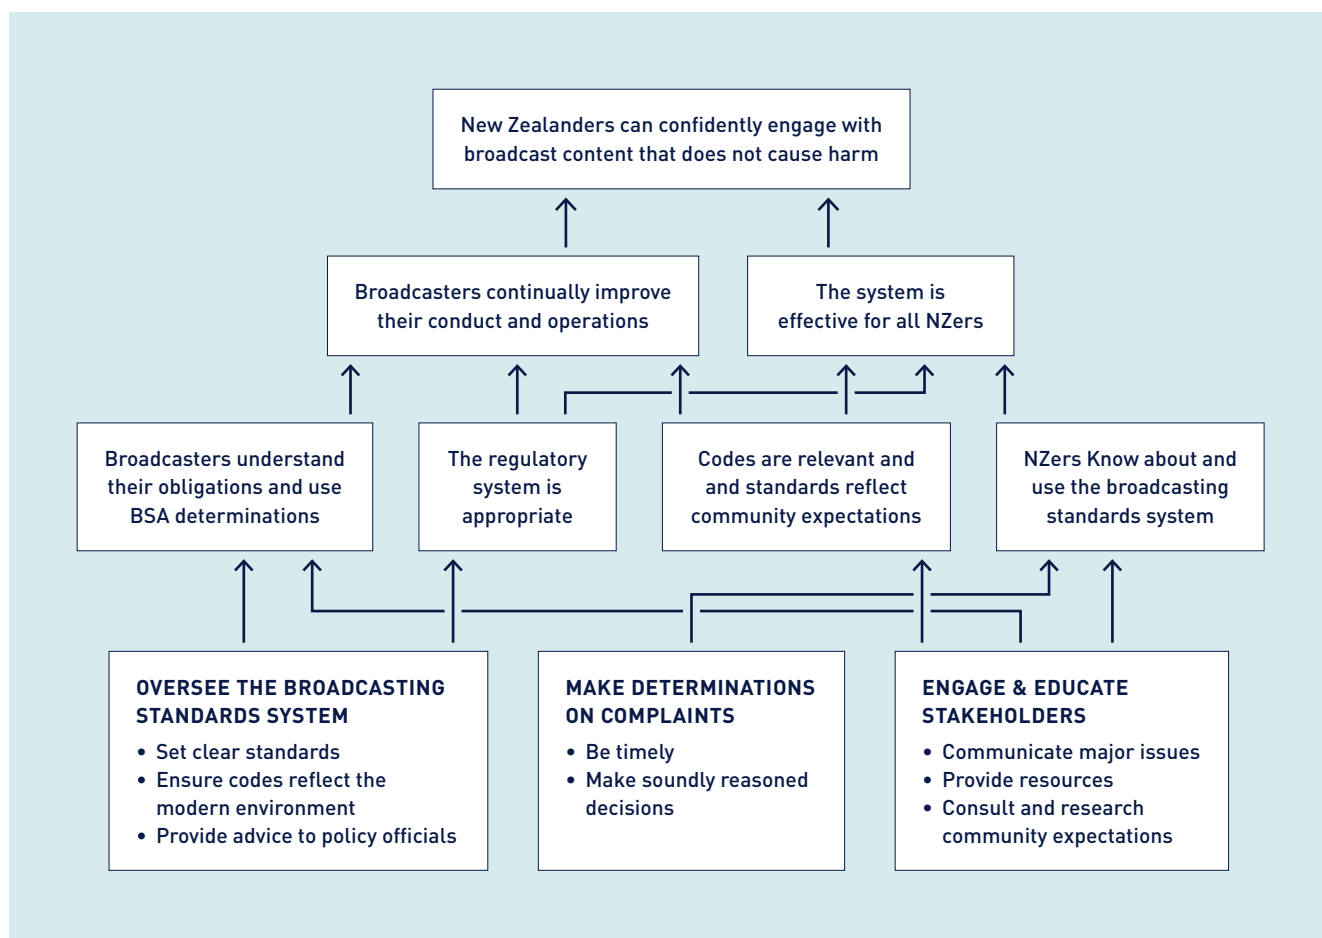 New Zealanders can confidently engage with
broadcast content that does not cause harm
Broadcasters continually improve
their conduct and operations
The system is
effective for all NZers
Broadcasters understand
their obligations and use
BSA determinations
The regulatory
system is
appropriate
Codes are relevant and
and standards reflect
community expectations
NZers Know about and
use the broadcasting
standards system
OVERSEE THE BROADCASTING
STANDARDS SYSTEM
• Set clear standards
• Ensure codes reflect the
modern environment
• Provide advice to policy officials
MAKE DETERMINATIONS
ON COMPLAINTS
• Be timely
• Make soundly reasoned
decisions
ENGAGE & EDUCATE
STAKEHOLDERS
• Communicate major issues
• Provide resources
• Consult and research
community expectations